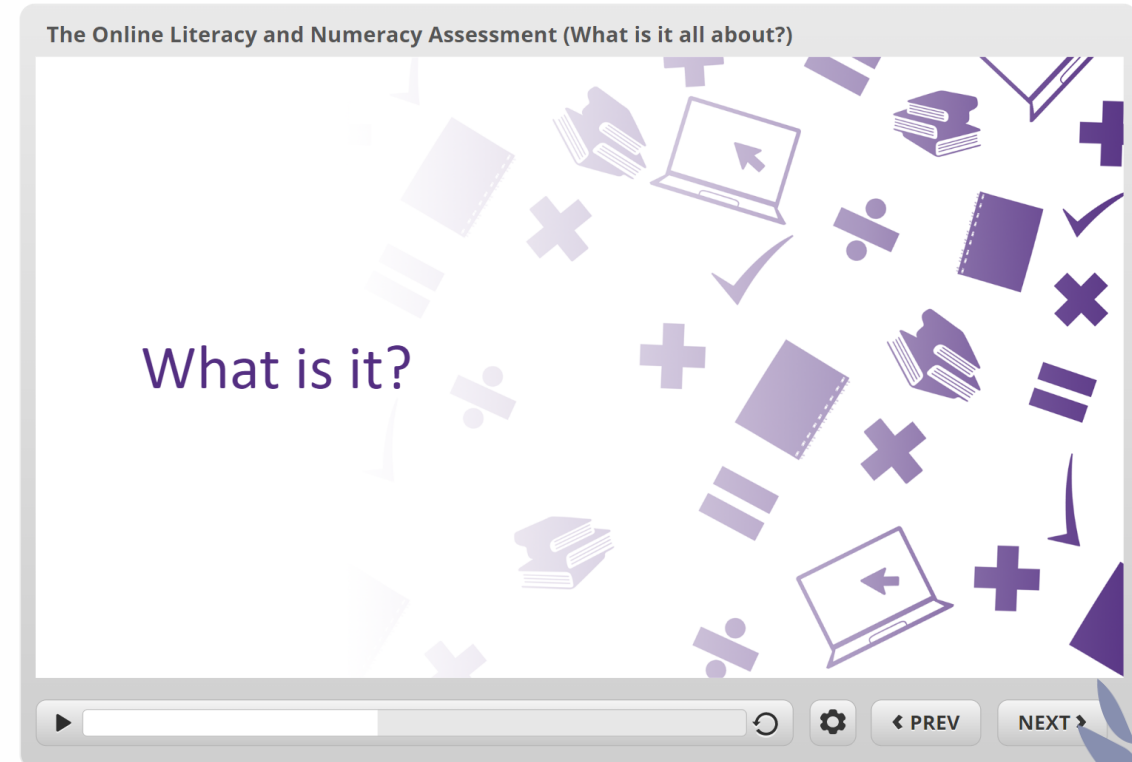 The Online Literacy and Numeracy Assessment (What is it all about?)
What is it?
PREV
NEXT